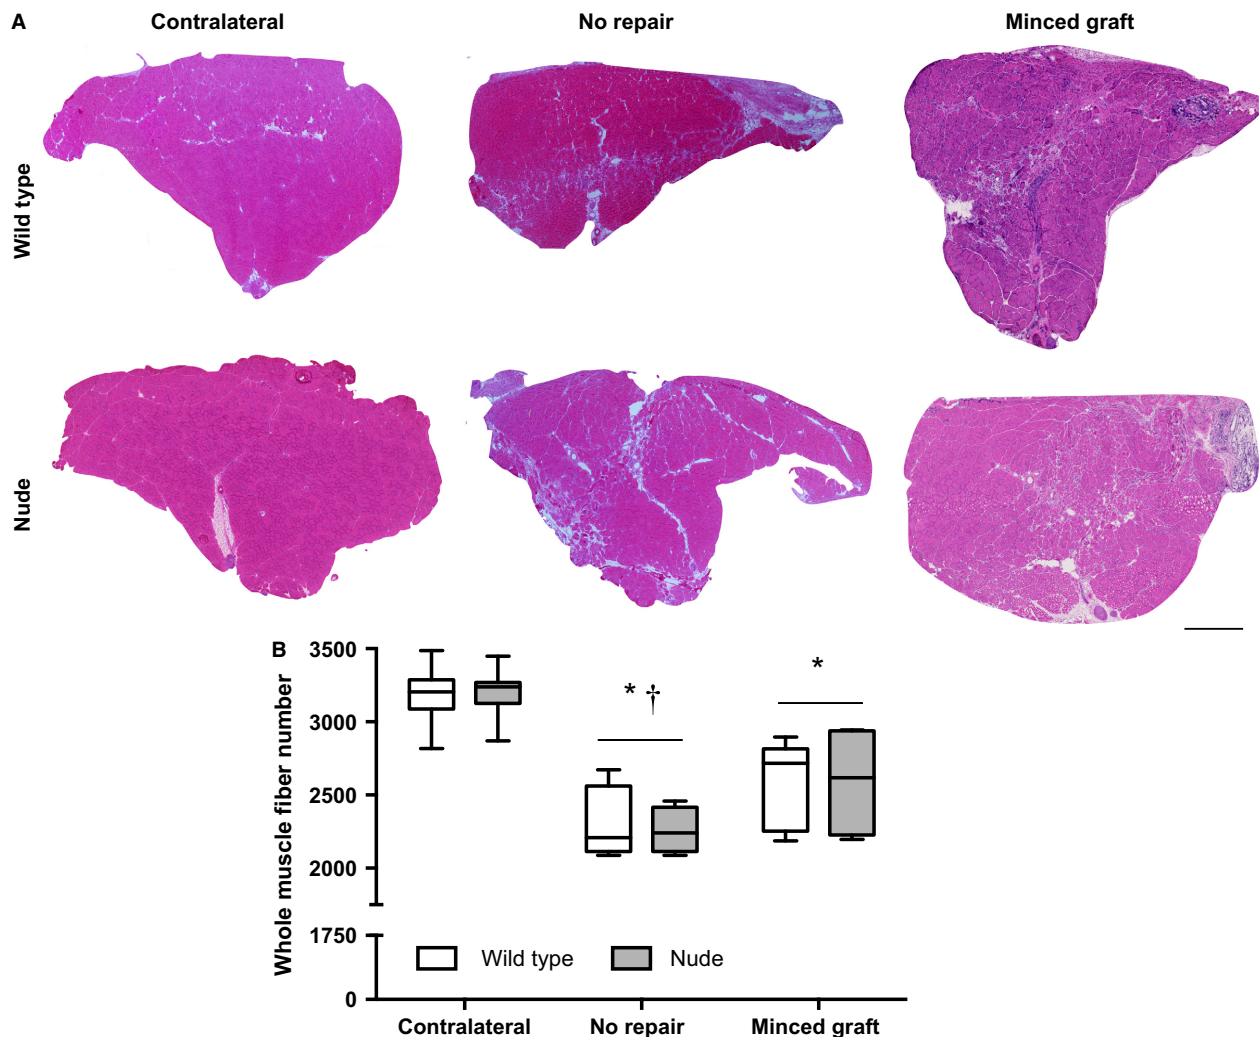 A
Contralateral
No repair
Minced graft
Wild type
Nude
B
Whole muscle fiber number
3500
3000
2500
2000
1750
0
* †
*
Wild type
Nude
Contralateral
No repair
Minced graft